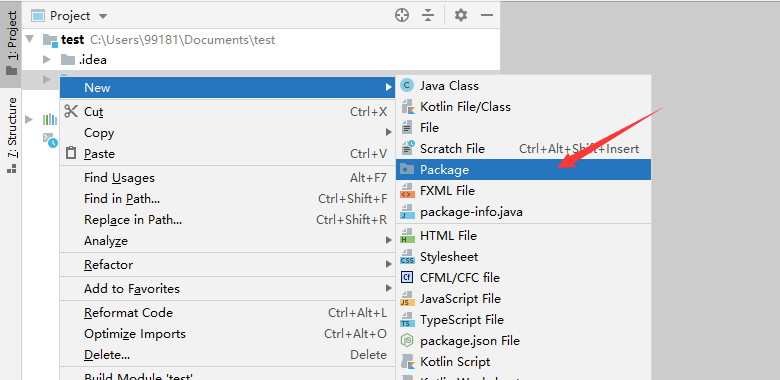 1: Project
Z: Structure
Project
test C:\Users\99181\Documents\test
.idea
New
Cut Ctrl+X
Copy
Paste Ctrl+V
Find Usages Alt+F7
Find in Path... Ctrl+Shift+F
Replace in Path... Ctrl+Shift+R
Analyze
Refactor
Add to Favorites
Reformat Code Ctrl+Alt+L
Optimize Imports Ctrl+Alt+O
Delete... Delete
Build Module 'test'
Java Class
Kotlin File/Class
File
Scratch File Ctrl+Alt+Shift+Insert
Package
FXML File
package-info.java
HTML File
Stylesheet
CFML/CFC file
JavaScript File
TypeScript File
package.json File
Kotlin Script
Kotlin Worksheet